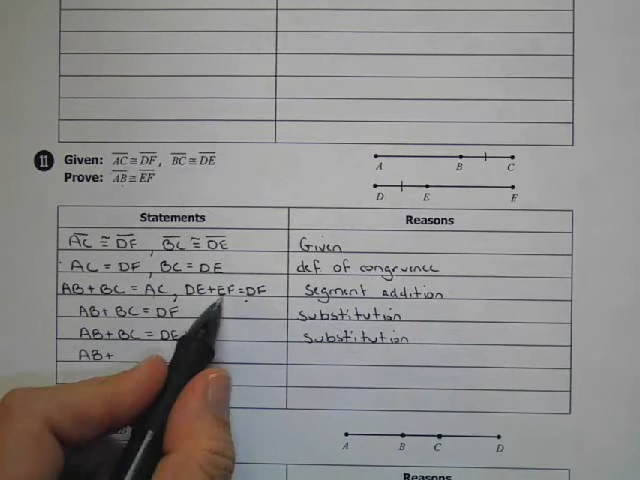 11 Given: AC ≅ DF, BC ≅ DE
Prove: AB ≅ EF
A B C
D E F
Statements Reasons
AC ≅ DF, BC ≅ DE Given
AC = DF, BC = DE def of congruence
AB + BC = AC, DE + EF = DF segment addition
AB + BC = DF substitution
AB + BC = DE substitution
AB +
A B C D
Reasons